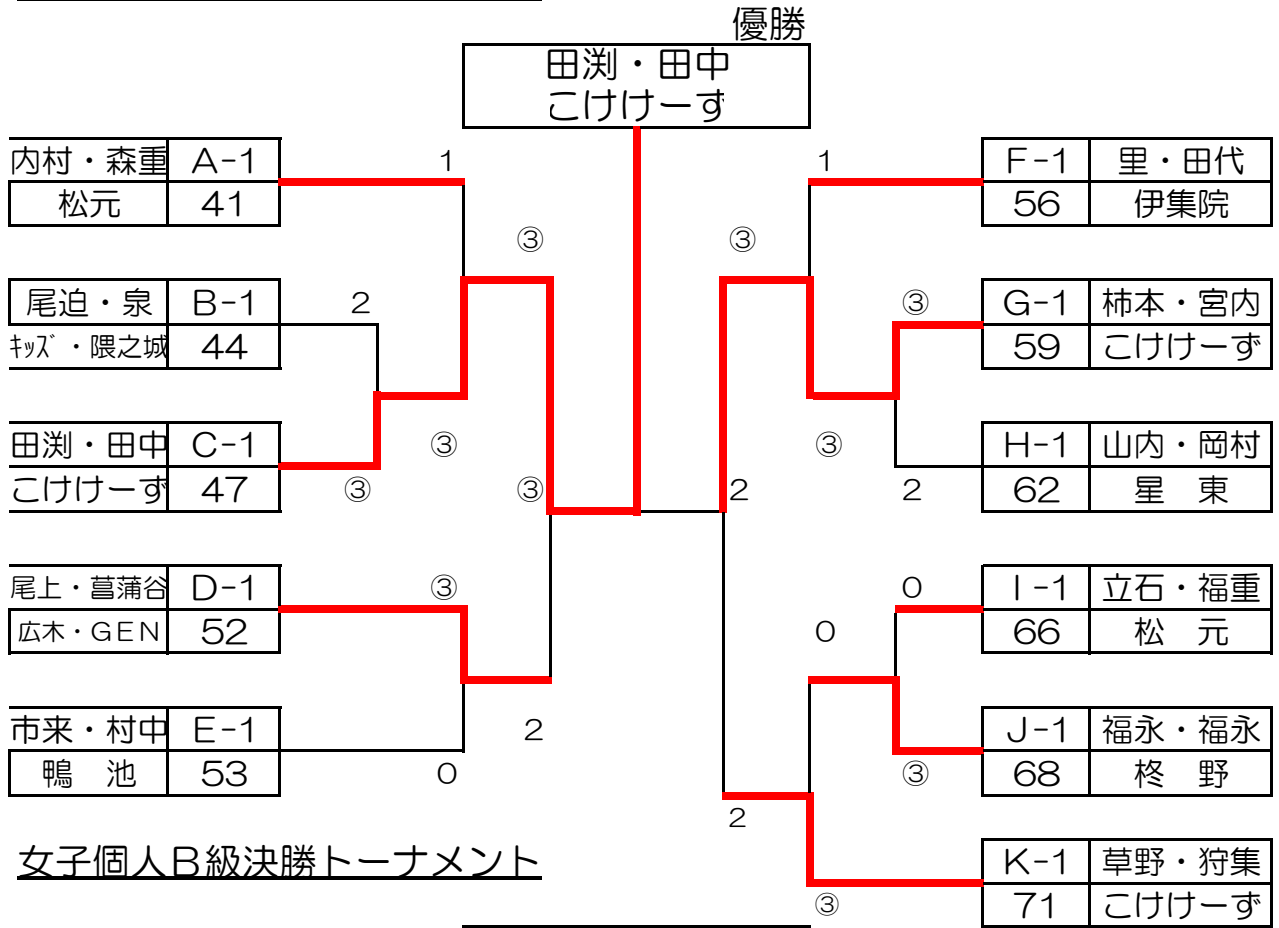 優勝
田渕・田中
こけけーず
内村・森重 A-1 1
松元 41
③
尾迫・泉 B-1 2
ｷｯｽﾞ・隈之城 44
田渕・田中 C-1 ③
こけけーず 47 ③ ③
尾上・菖蒲谷 D-1 ③
広木・GEN 52
市来・村中 E-1 2
鴨 池 53 0
1 F-1 里・田代
56 伊集院
③
③ G-1 柿本・宮内
59 こけけーず
③ H-1 山内・岡村
2 2 62 星 東
0 I-1 立石・福重
0 66 松 元
J-1 福永・福永
③ 68 柊 野
2
K-1 草野・狩集
③ 71 こけけーず
女子個人B級決勝トーナメント